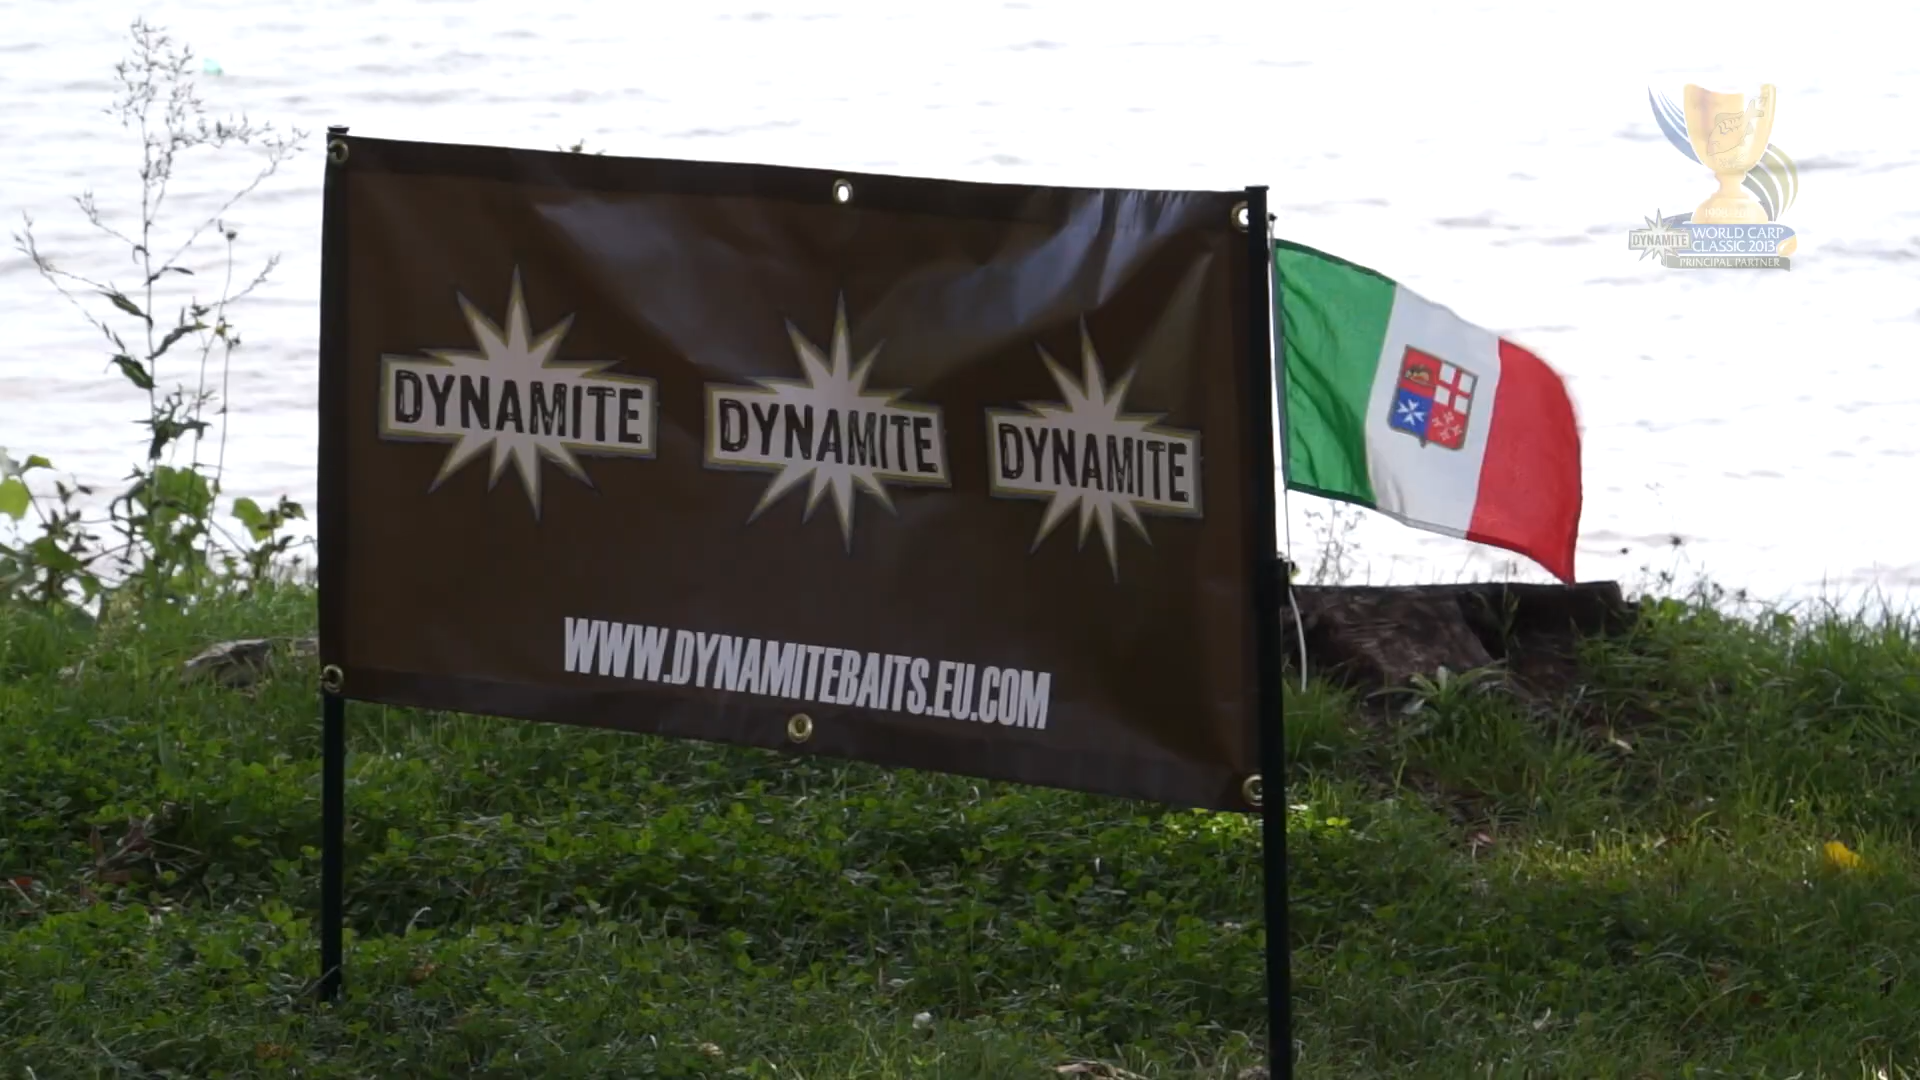 DYNAMITE DYNAMITE DYNAMITE
WWW.DYNAMITEBAITS.EU.COM
DYNAMITE
WORLD CARP
CLASSIC 2013
PRINCIPAL PARTNER